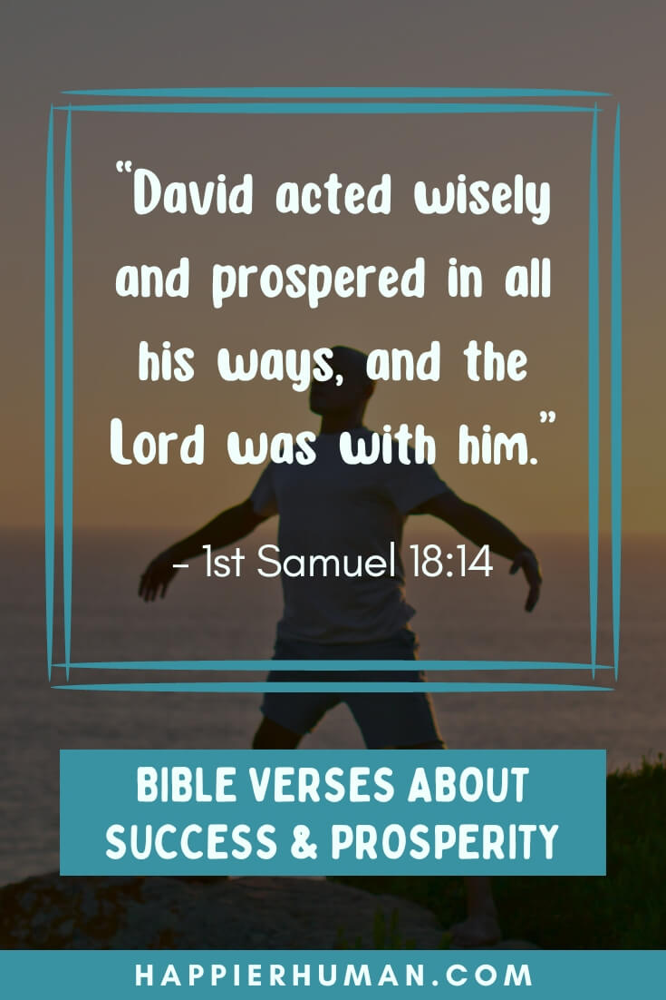 “David acted wisely
and prospered in all
his ways, and the
Lord was with him.”
- 1st Samuel 18:14
BIBLE VERSES ABOUT
SUCCESS & PROSPERITY
HAPPIERHUMAN.COM